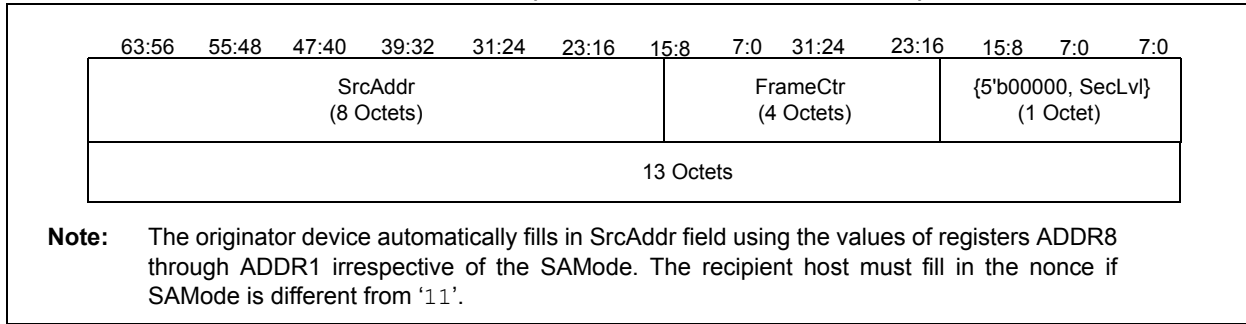 63:56 55:48 47:40 39:32 31:24 23:16 15:8 7:0 31:24 23:16 15:8 7:0 7:0
SrcAddr FrameCtr {5'b00000, SecLvl}
(8 Octets) (4 Octets) (1 Octet)
13 Octets
Note: The originator device automatically fills in SrcAddr field using the values of registers ADDR8
through ADDR1 irrespective of the SAMode. The recipient host must fill in the nonce if
SAMode is different from ‘11’.